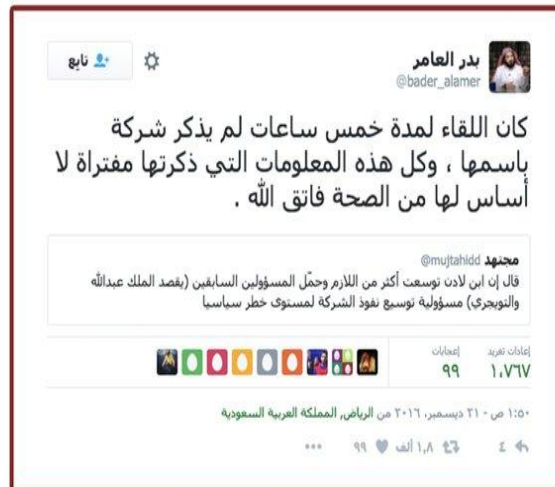 بدر العامر
@bader_alamer
تابع
كان اللقاء لمدة خمس ساعات لم يذكر شركة
باسمها ، وكل هذه المعلومات التي ذكرتها مفتراة لا
أساس لها من الصحة فاتق الله .
مجتهد @mujtahidd
قال إن ابن لادن توسعت أكثر من اللازم وحمّل المسؤولين السابقين (يقصد الملك عبدالله
والتويجري) مسؤولية توسيع نفوذ الشركة لمستوى خطر سياسيا
إعادات تغريد إعجابات
١،٧٦٧ ٩٩
١:٥٠ ص - ٢١ ديسمبر، ٢٠١٦ من الرياض, المملكة العربية السعودية
٤ ١,٨ ألف ٩٩